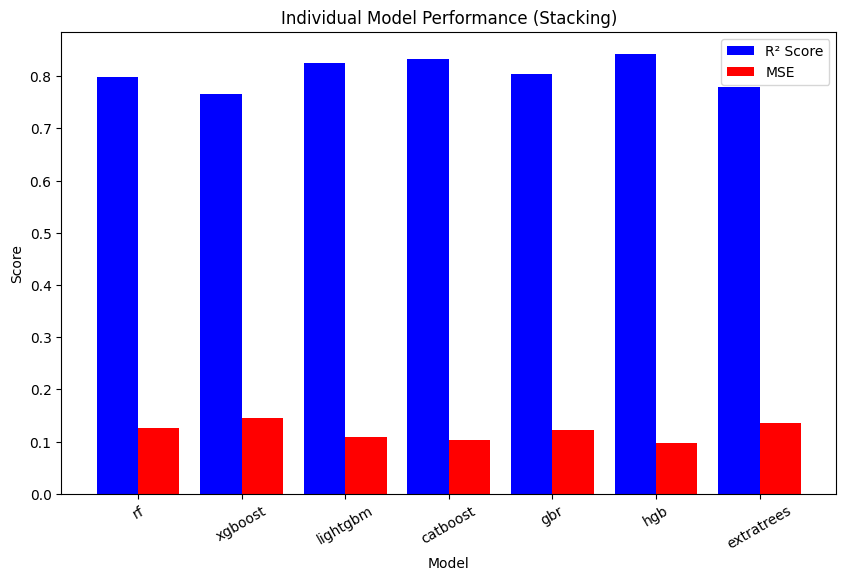 Individual Model Performance (Stacking)
R² Score
MSE
Score
0.8
0.7
0.6
0.5
0.4
0.3
0.2
0.1
0.0
rf
xgboost
lightgbm
catboost
gbr
hgb
extratrees
Model